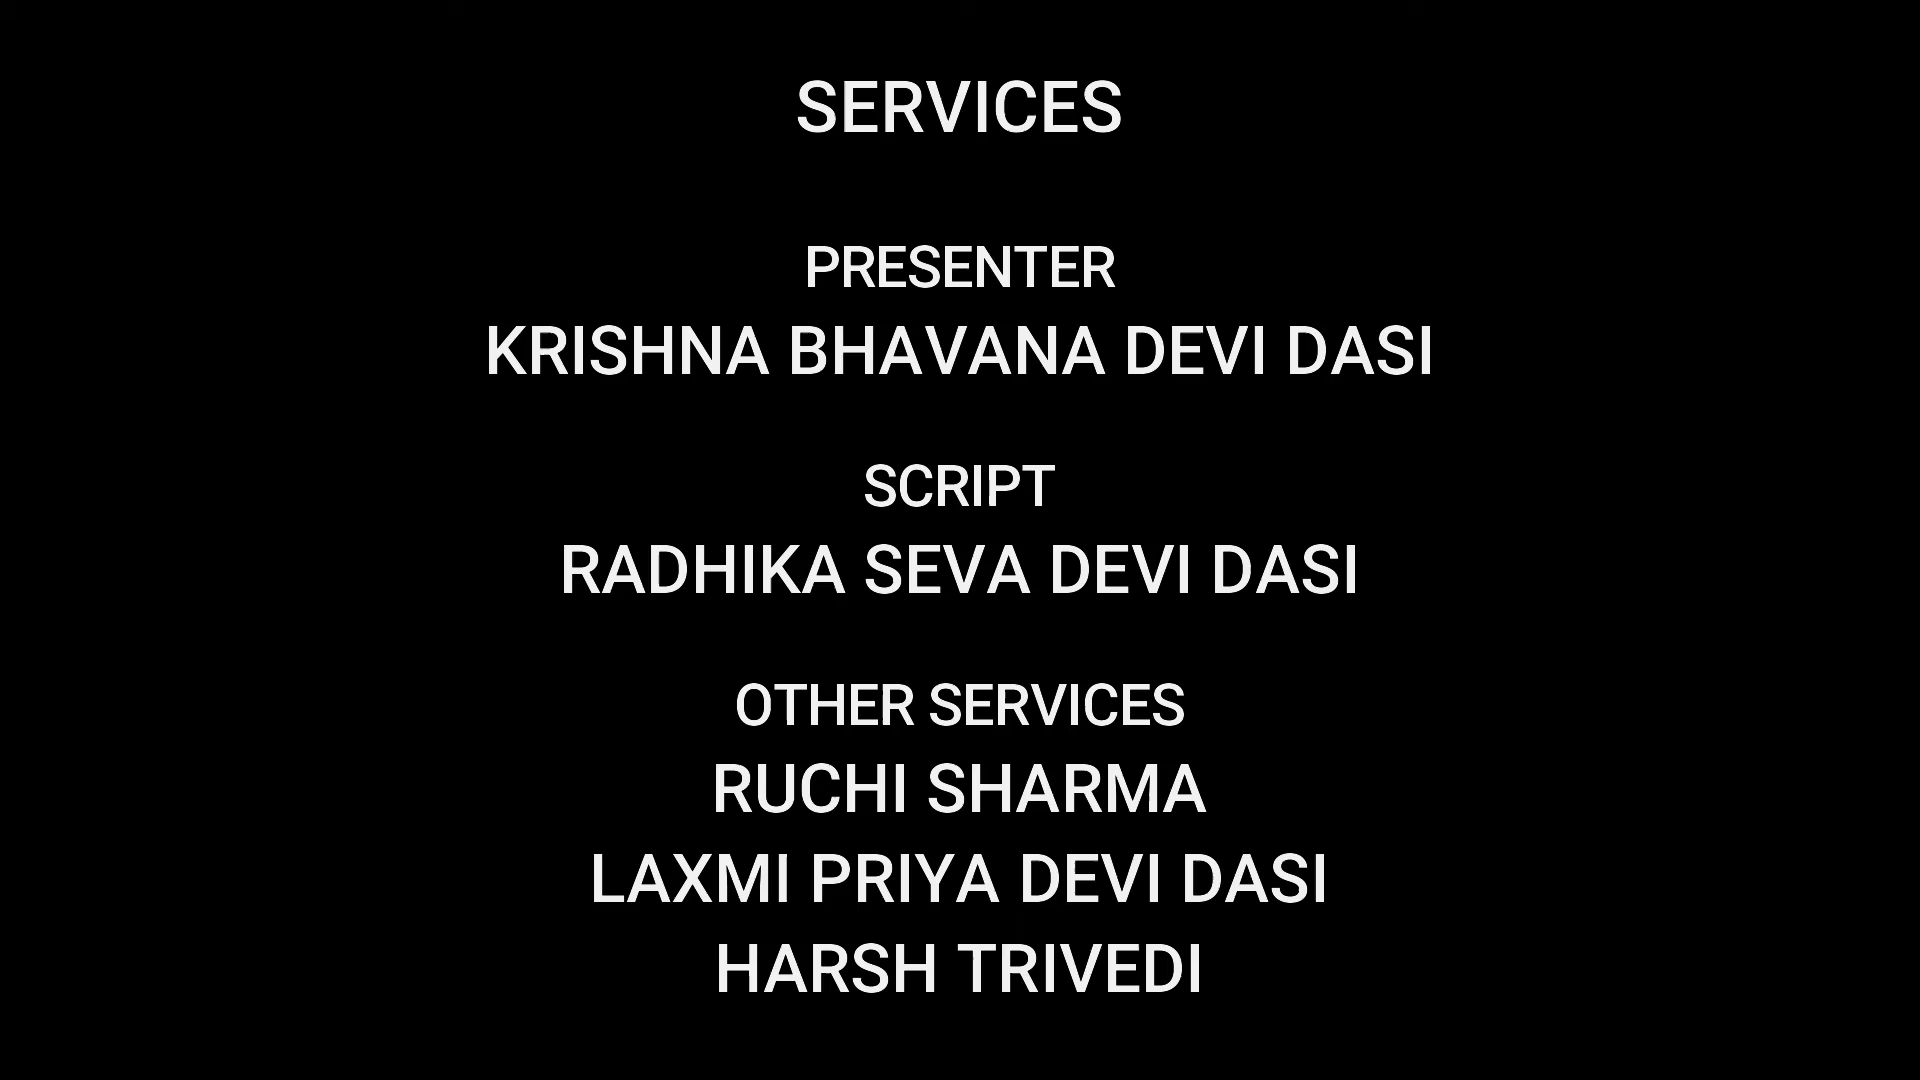 SERVICES
PRESENTER
KRISHNA BHAVANA DEVI DASI
SCRIPT
RADHIKA SEVA DEVI DASI
OTHER SERVICES
RUCHI SHARMA
LAXMI PRIYA DEVI DASI
HARSH TRIVEDI